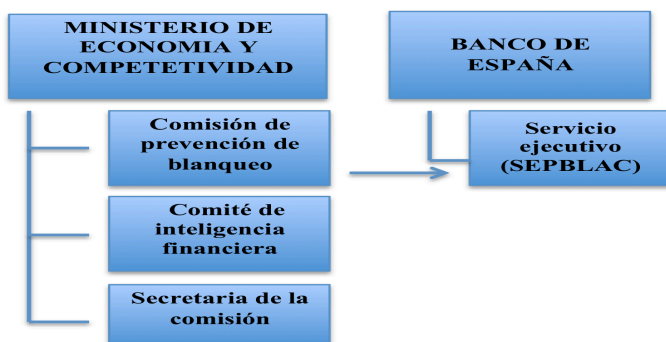 MINISTERIO DE
ECONOMIA Y
COMPETETIVIDAD
BANCO DE
ESPAÑA
Comisión de
prevención de
blanqueo
Servicio
ejecutivo
(SEPBLAC)
Comité de
inteligencia
financiera
Secretaria de la
comisión